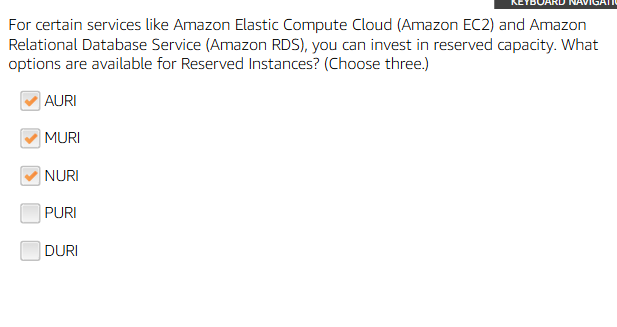 KEYBOARD NAVIGATIO
For certain services like Amazon Elastic Compute Cloud (Amazon EC2) and Amazon
Relational Database Service (Amazon RDS), you can invest in reserved capacity. What
options are available for Reserved Instances? (Choose three.)
AURI
MURI
NURI
PURI
DURI